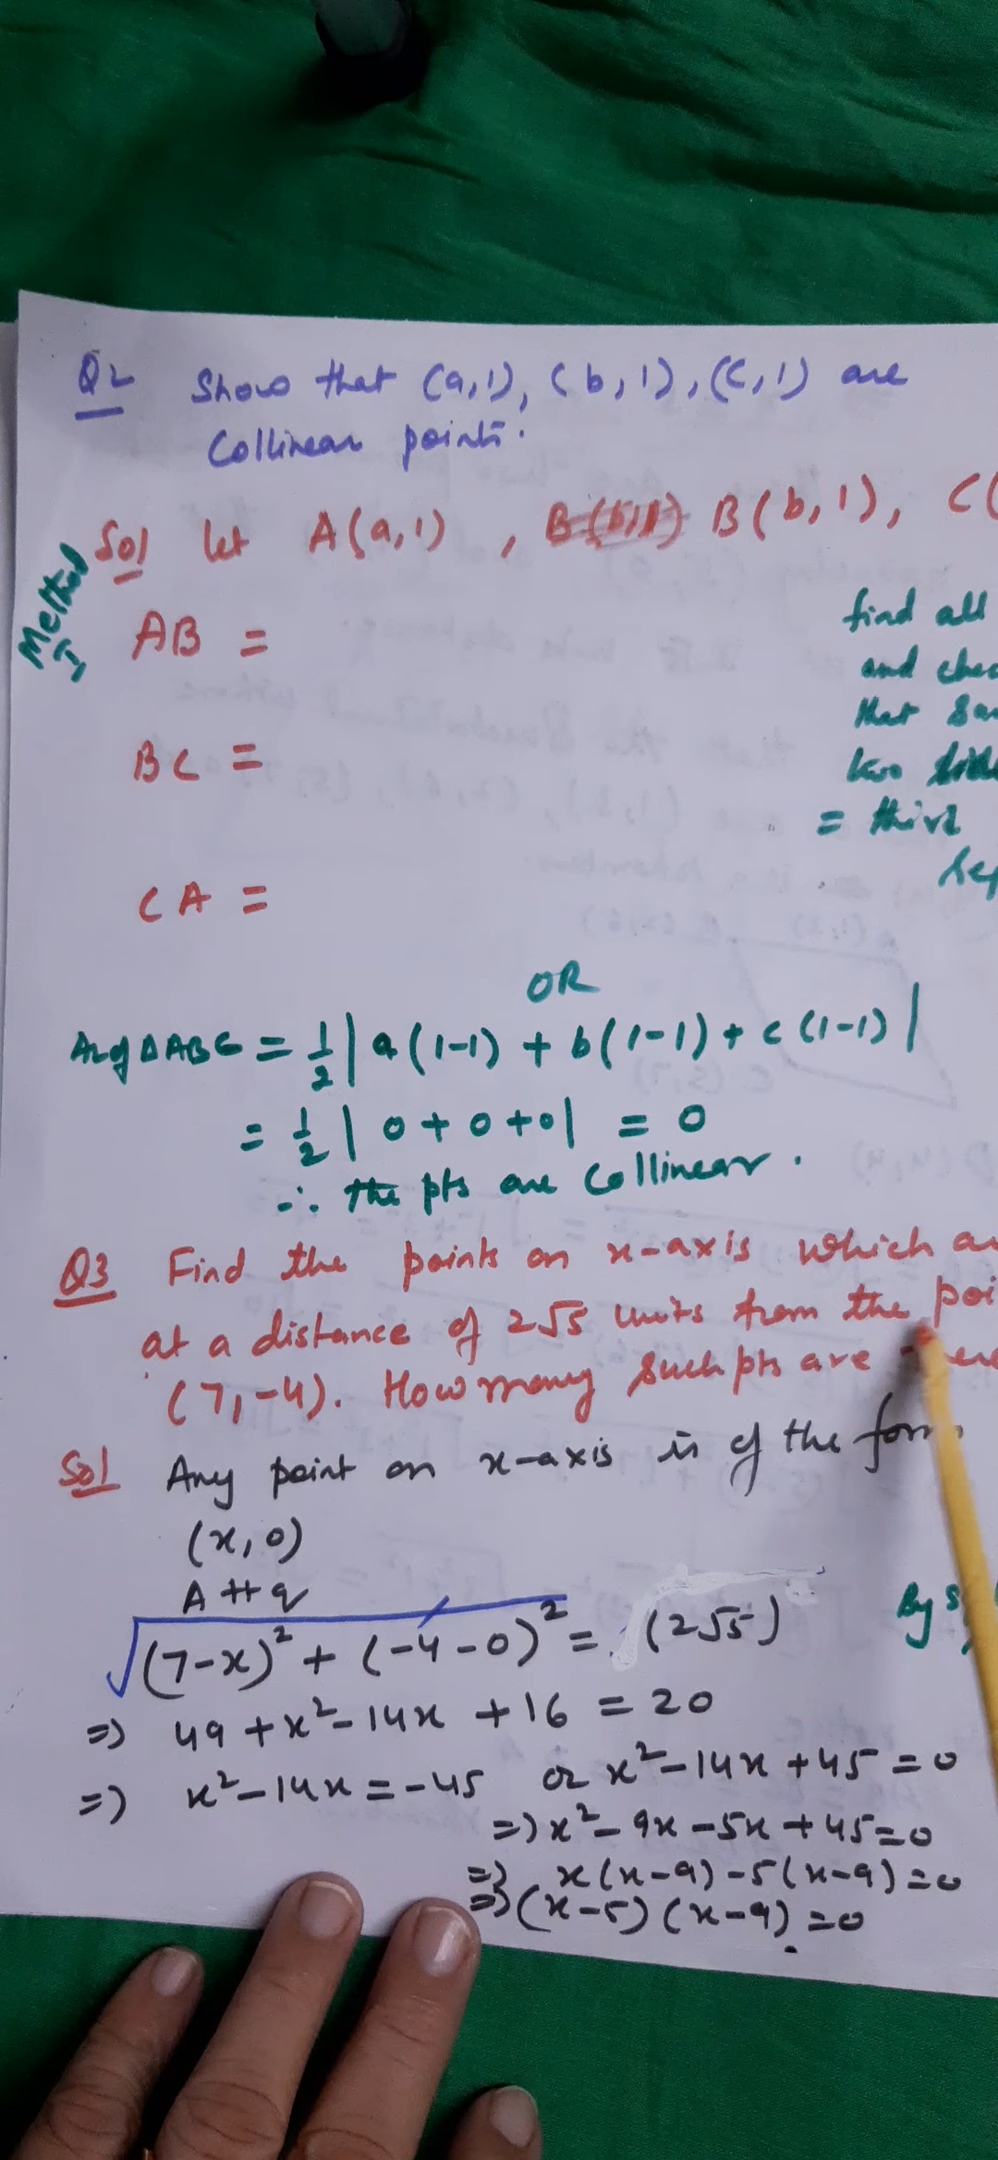 Q2 Show that (a,1), (b,1), (c,1) are
Collinear points.
Sol let A(a,1) , B(b,1), C(
Method
I
AB =
find all
and chec
that
BC =
two
= third
CA =
OR
Ar of △ABC = 1/2 | a(1-1) + b(1-1) + c(1-1) |
= 1/2 | 0 + 0 + 0 | = 0
∴ the pts are collinear.
Q3 Find the points on x-axis which
at a distance of 2√5 units from the poi
(7,-4). How many such pts are
Sol Any point on x-axis is of the form
(x, 0)
A ++ q
√(7-x)² + (-4-0)² = (2√5)
By s
=> 49 + x² - 14x + 16 = 20
=> x² - 14x = -45 or x² - 14x + 45 = 0
=> x² - 9x - 5x + 45 = 0
=> x(x-9) - 5(x-9) = 0
=> (x-5) (x-9) = 0